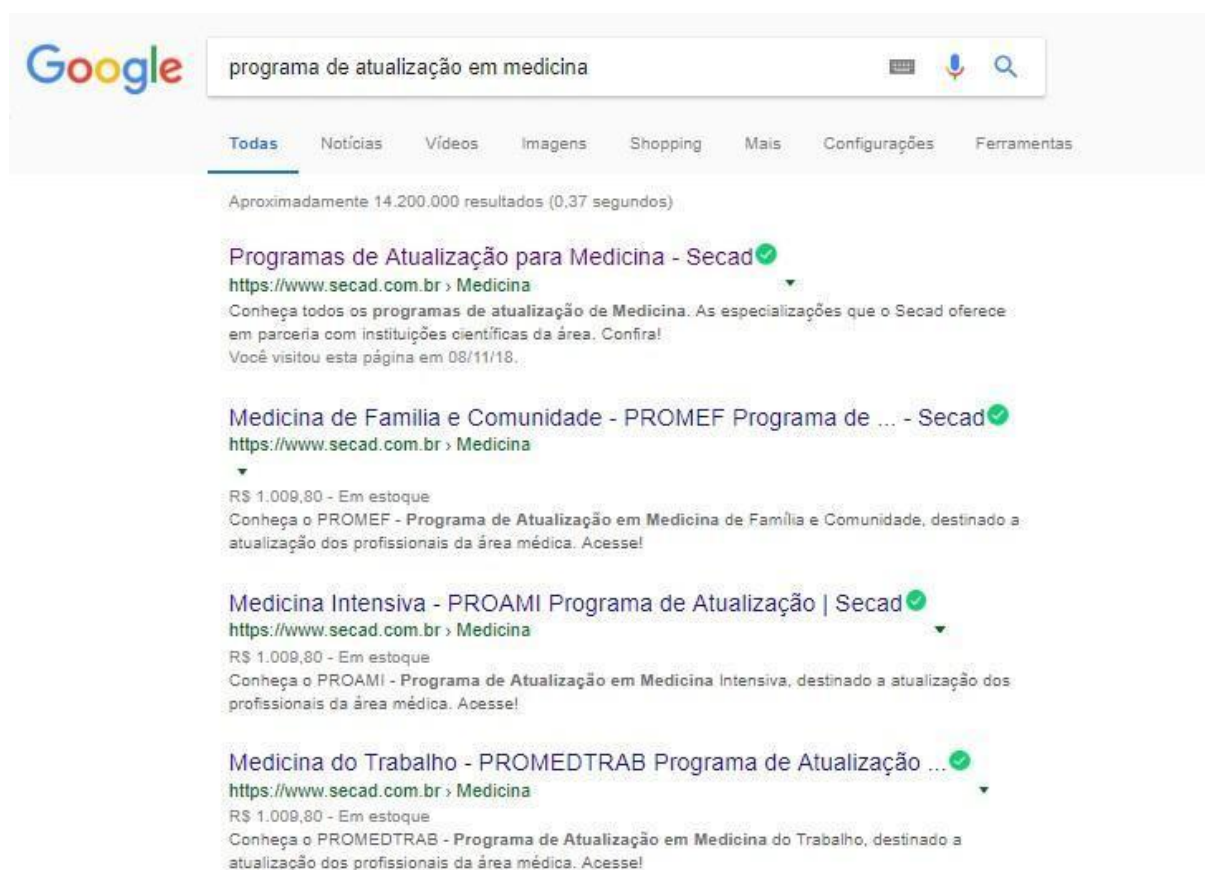 Google
programa de atualização em medicina
Todas Notícias Vídeos Imagens Shopping Mais Configurações Ferramentas
Aproximadamente 14.200.000 resultados (0,37 segundos)
Programas de Atualização para Medicina - Secad
https://www.secad.com.br › Medicina
Conheça todos os programas de atualização de Medicina. As especializações que o Secad oferece
em parceria com instituições científicas da área. Confira!
Você visitou esta página em 08/11/18.
Medicina de Familia e Comunidade - PROMEF Programa de ... - Secad
https://www.secad.com.br › Medicina
R$ 1.009,80 - Em estoque
Conheça o PROMEF - Programa de Atualização em Medicina de Família e Comunidade, destinado a
atualização dos profissionais da área médica. Acesse!
Medicina Intensiva - PROAMI Programa de Atualização | Secad
https://www.secad.com.br › Medicina
R$ 1.009,80 - Em estoque
Conheça o PROAMI - Programa de Atualização em Medicina Intensiva, destinado a atualização dos
profissionais da área médica. Acesse!
Medicina do Trabalho - PROMEDTRAB Programa de Atualização ...
https://www.secad.com.br › Medicina
R$ 1.009,80 - Em estoque
Conheça o PROMEDTRAB - Programa de Atualização em Medicina do Trabalho, destinado a
atualização dos profissionais da área médica. Acesse!